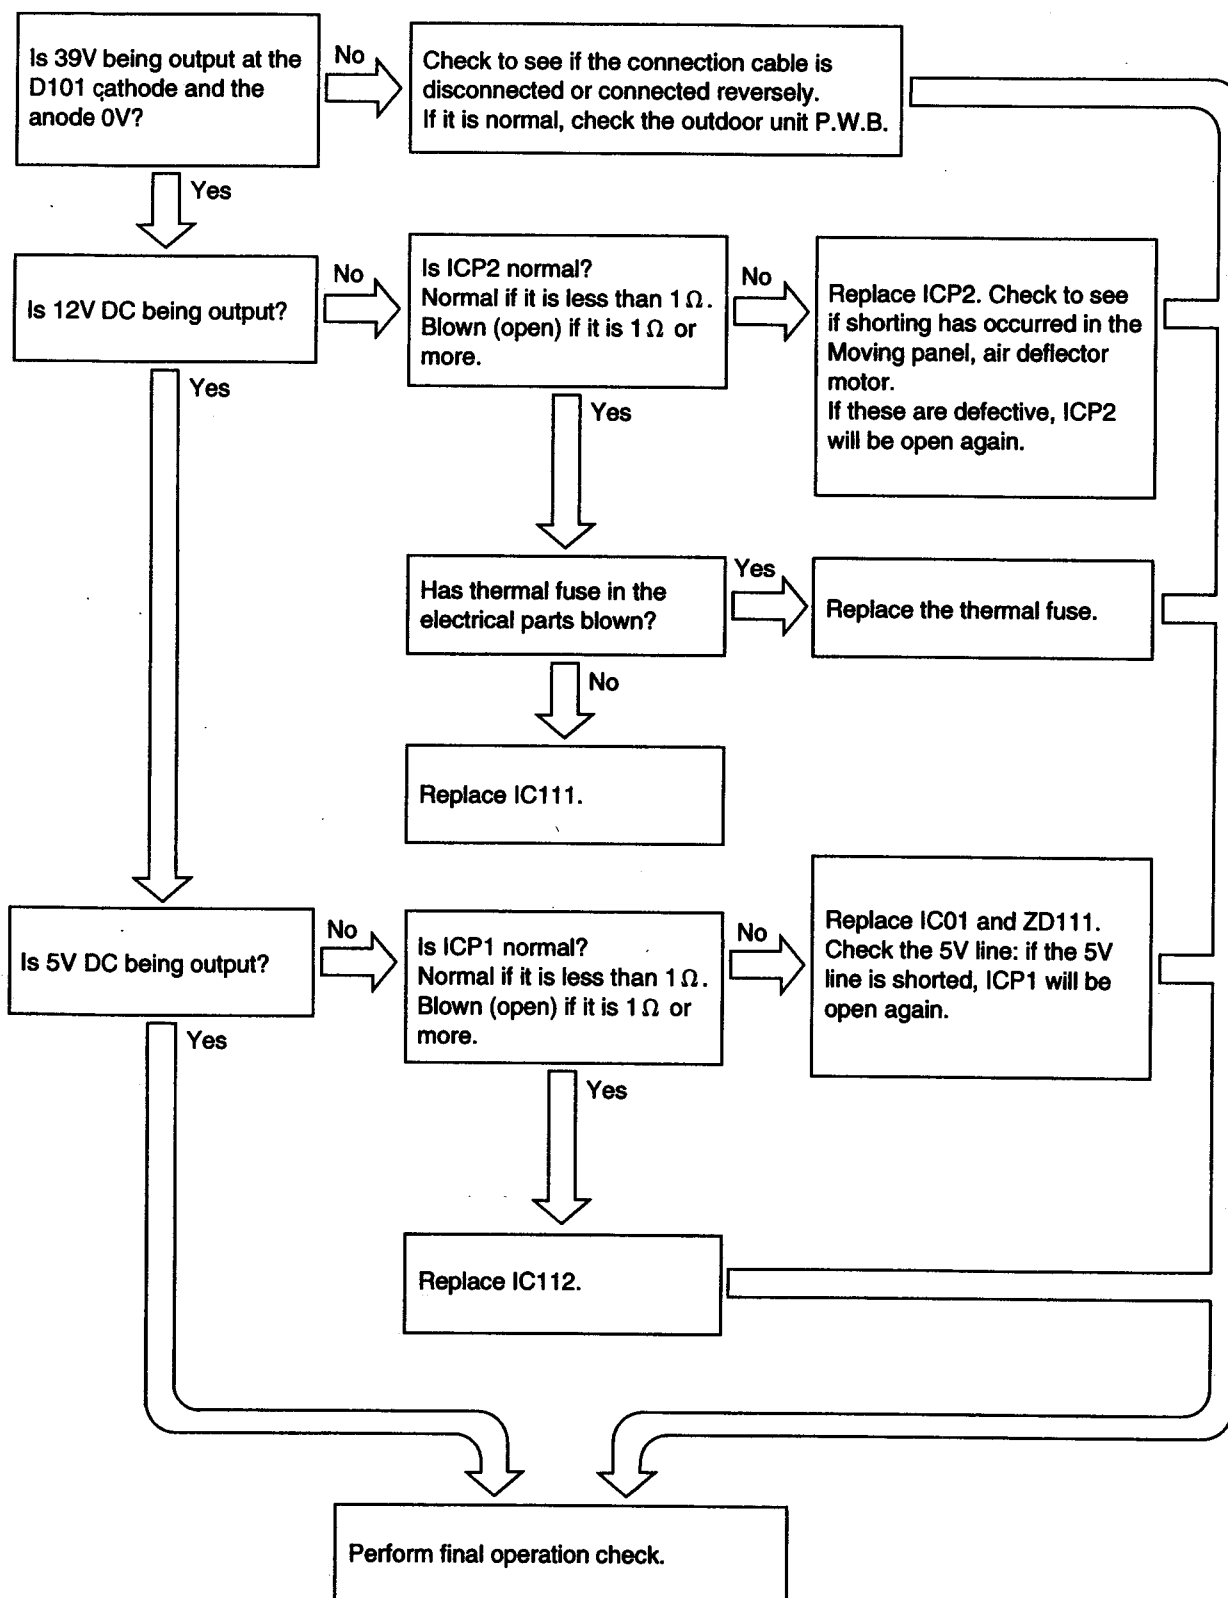 Is 39V being output at the
D101 cathode and the
anode 0V?
No
Check to see if the connection cable is
disconnected or connected reversely.
If it is normal, check the outdoor unit P.W.B.
Yes
Is 12V DC being output?
No
Is ICP2 normal?
Normal if it is less than 1Ω.
Blown (open) if it is 1Ω or
more.
No
Replace ICP2. Check to see
if shorting has occurred in the
Moving panel, air deflector
motor.
If these are defective, ICP2
will be open again.
Yes
Yes
Has thermal fuse in the
electrical parts blown?
Yes
Replace the thermal fuse.
No
Replace IC111.
Is 5V DC being output?
No
Is ICP1 normal?
Normal if it is less than 1Ω.
Blown (open) if it is 1Ω or
more.
No
Replace IC01 and ZD111.
Check the 5V line: if the 5V
line is shorted, ICP1 will be
open again.
Yes
Yes
Replace IC112.
Perform final operation check.